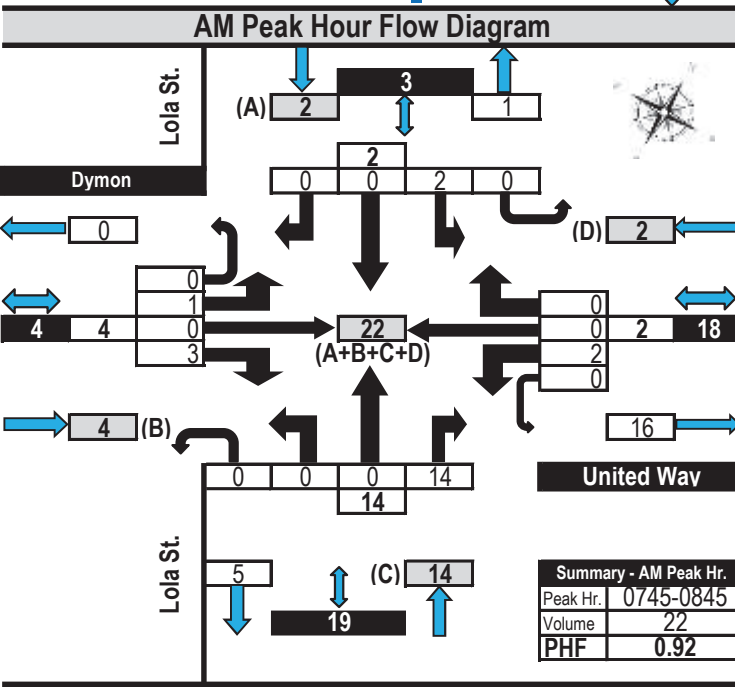 AM Peak Hour Flow Diagram
Lola St.
(A) 2 3 1
2
0 0 2 0
Dymon
0
(D) 2
0
1
4 4 0
3
22
(A+B+C+D)
0
0 2 18
2
0
4 (B)
16
0 0 0 14
14
United Way
Lola St.
5 (C) 14
19
Summary - AM Peak Hr.
Peak Hr. 0745-0845
Volume 22
PHF 0.92